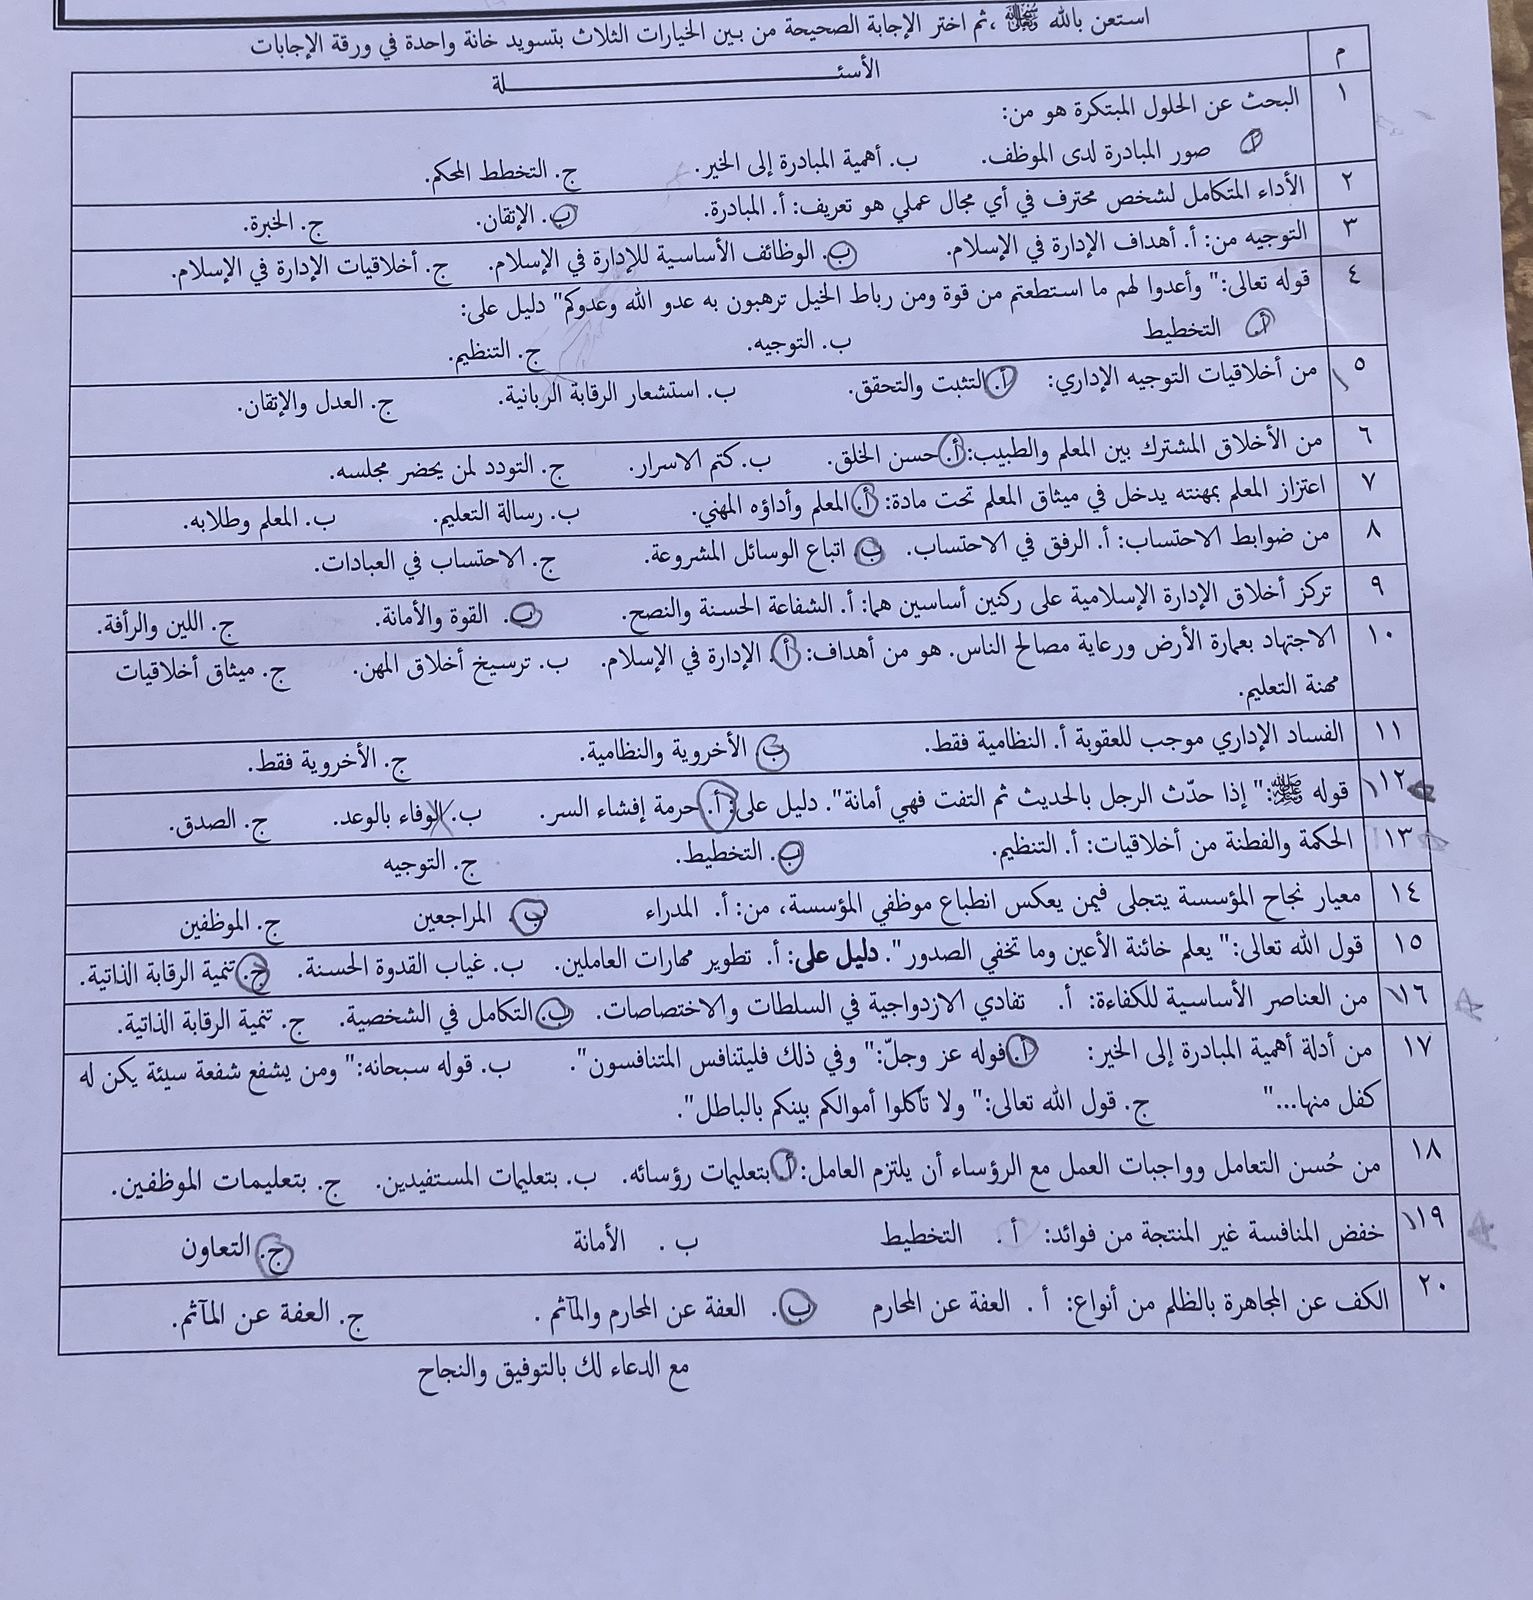 استعن بالله ﷻ، ثم اختر الإجابة الصحيحة من بين الخيارات الثلاث بتسويد خانة واحدة في ورقة الإجابات
م الأسئـــلة
١ البحث عن الحلول المبتكرة هو من:
أ صور المبادرة لدى الموظف. ب. أهمية المبادرة إلى الخير. ج. التخطط المحكم.
٢ الأداء المتكامل لشخص محترف في أي مجال عملي هو تعريف: أ. المبادرة. ب. الإتقان. ج. الخبرة.
٣ التوجيه من: أ. أهداف الإدارة في الإسلام. ب. الوظائف الأساسية للإدارة في الإسلام. ج. أخلاقيات الإدارة في الإسلام.
٤ قوله تعالى:" وأعدوا لهم ما استطعتم من قوة ومن رباط الخيل ترهبون به عدو الله وعدوكم" دليل على:
أ. التخطيط ب. التوجيه. ج. التنظيم.
٥ من أخلاقيات التوجيه الإداري: أ. التثبت والتحقق. ب. استشعار الرقابة الربانية. ج. العدل والإتقان.
٦ من الأخلاق المشترك بين المعلم والطبيب: أ. حسن الخلق. ب. كتم الاسرار. ج. التودد لمن يحضر مجلسه.
٧ اعتزاز المعلم بمهنته يدخل في ميثاق المعلم تحت مادة: أ. المعلم وأداؤه المهني. ب. رسالة التعليم. ب. المعلم وطلابه.
٨ من ضوابط الاحتساب: أ. الرفق في الاحتساب. ب. اتباع الوسائل المشروعة. ج. الاحتساب في العبادات.
٩ تركز أخلاق الإدارة الإسلامية على ركنين أساسين هما: أ. الشفاعة الحسنة والنصح. ب. القوة والأمانة. ج. اللين والرأفة.
١٠ الاجتهاد بعمارة الأرض ورعاية مصالح الناس. هو من أهداف: أ. الإدارة في الإسلام. ب. ترسيخ أخلاق المهن. ج. ميثاق أخلاقيات
مهنة التعليم.
١١ الفساد الإداري موجب للعقوبة أ. النظامية فقط. ب. الأخروية والنظامية. ج. الأخروية فقط.
١٢ قوله ﷺ:" إذا حدّث الرجل بالحديث ثم التفت فهي أمانة". دليل على: أ. حرمة إفشاء السر. ب. الوفاء بالوعد. ج. الصدق.
١٣ الحكمة والفطنة من أخلاقيات: أ. التنظيم. ب. التخطيط. ج. التوجيه
١٤ معيار نجاح المؤسسة يتجلى فيمن يعكس انطباع موظفي المؤسسة، من: أ. المدراء ب. المراجعين ج. الموظفين
١٥ قول الله تعالى:" يعلم خائنة الأعين وما تخفي الصدور". دليل على: أ. تطوير مهارات العاملين. ب. غياب القدوة الحسنة. ج. تنمية الرقابة الذاتية.
١٦ من العناصر الأساسية للكفاءة: أ. تفادي الازدواجية في السلطات والاختصاصات. ب. التكامل في الشخصية. ج. تنمية الرقابة الذاتية.
١٧ من أدلة أهمية المبادرة إلى الخير: أ. قوله عز وجلّ:" وفي ذلك فليتنافس المتنافسون". ب. قوله سبحانه:" ومن يشفع شفعة سيئة يكن له
كفل منها..." ج. قول الله تعالى:" ولا تأكلوا أموالكم بينكم بالباطل".
١٨ من حُسن التعامل وواجبات العمل مع الرؤساء أن يلتزم العامل: أ. بتعليمات رؤسائه. ب. بتعليمات المستفيدين. ج. بتعليمات الموظفين.
١٩ خفض المنافسة غير المنتجة من فوائد: أ. التخطيط ب. الأمانة ج. التعاون
٢٠ الكف عن المجاهرة بالظلم من أنواع: أ. العفة عن المحارم ب. العفة عن المحارم والمآثم. ج. العفة عن المآثم.
مع الدعاء لك بالتوفيق والنجاح